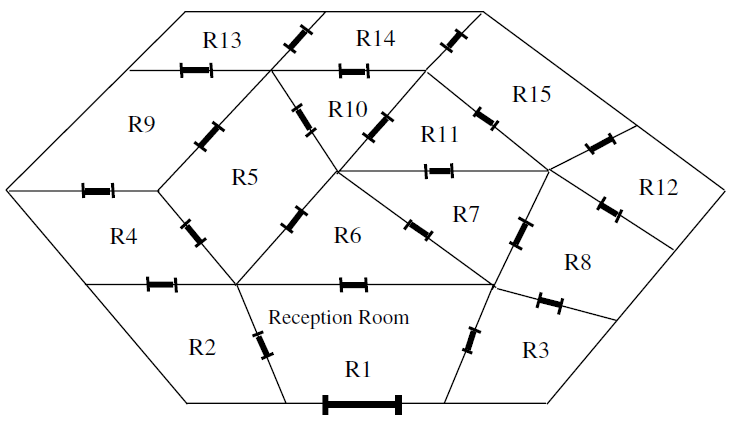 R13
R14
R15
R9
R10
R11
R5
R12
R4
R6
R7
R8
Reception Room
R2
R1
R3